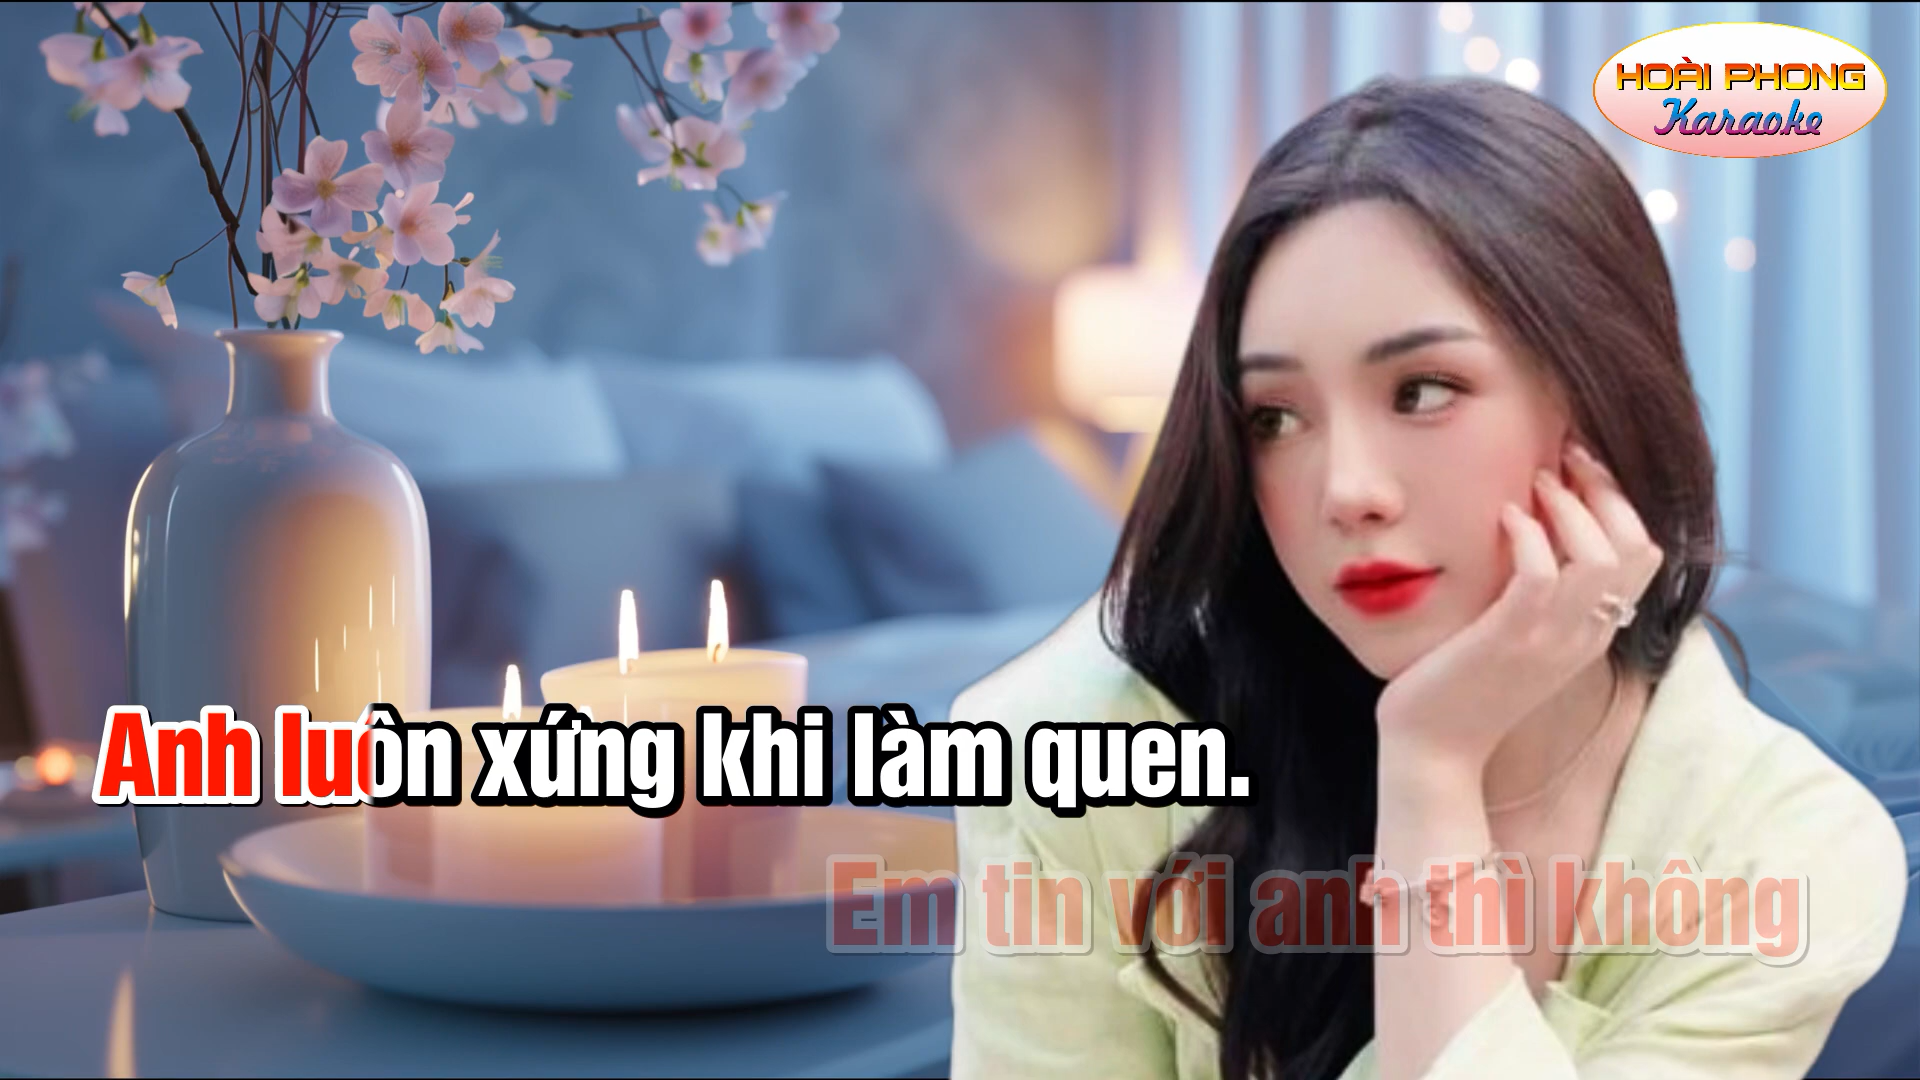 HOÀI PHONG
Karaoke
Anh luôn xứng khi làm quen.
Em tin với anh thì không